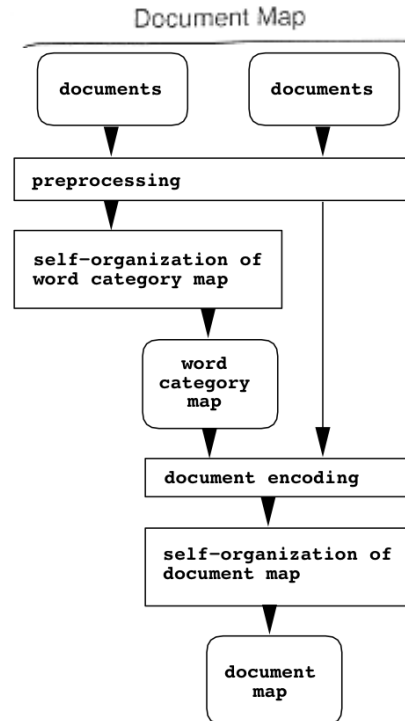 Document Map
documents
documents
preprocessing
self-organization of
word category map
word
category
map
document encoding
self-organization of
document map
document
map